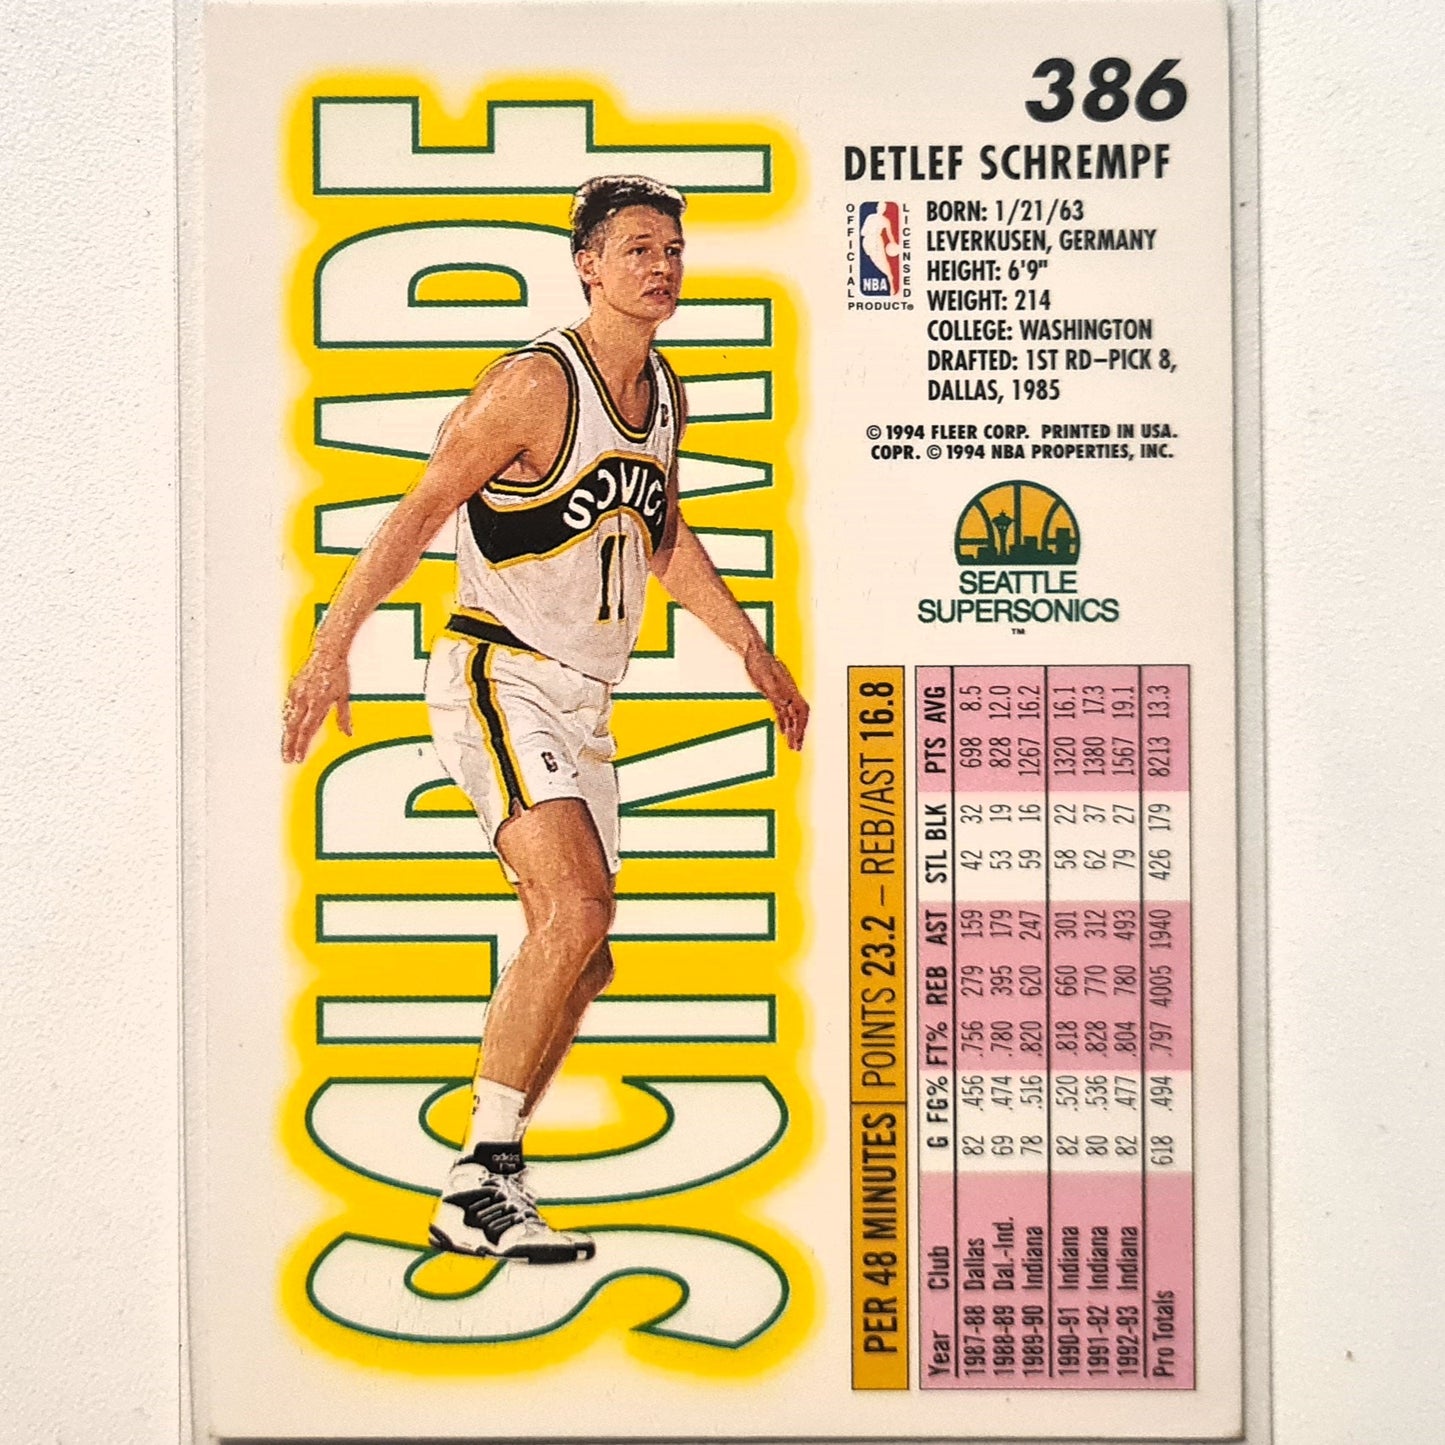 386
DETLEF SCHREMPF
OFFICIAL LICENSED
NBA
PRODUCT®
BORN: 1/21/63
LEVERKUSEN, GERMANY
HEIGHT: 6'9"
WEIGHT: 214
COLLEGE: WASHINGTON
DRAFTED: 1ST RD–PICK 8,
DALLAS, 1985
© 1994 FLEER CORP. PRINTED IN USA.
COPR. © 1994 NBA PROPERTIES, INC.
SEATTLE
SUPERSONICS
™
SCHREMPF
SONICS
11
adidas
PER 48 MINUTES POINTS 23.2 – REB/AST 16.8
Year Club G FG% FT% REB AST STL BLK PTS AVG
1987-88 Dallas 82 .456 .756 279 159 42 32 698 8.5
1988-89 Dal.-Ind. 69 .474 .780 395 179 53 19 828 12.0
1989-90 Indiana 78 .516 .820 620 247 59 16 1267 16.2
1990-91 Indiana 82 .520 .818 660 301 58 22 1320 16.1
1991-92 Indiana 80 .536 .828 770 312 62 37 1380 17.3
1992-93 Indiana 82 .477 .804 780 493 79 27 1567 19.1
Pro Totals 618 .494 .797 4005 1940 426 179 8213 13.3